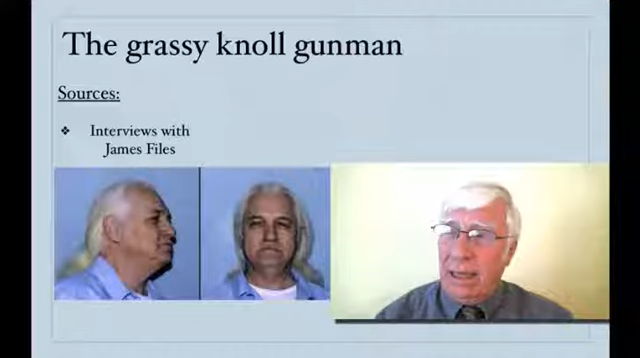 The grassy knoll gunman
Sources:
❖ Interviews with
James Files